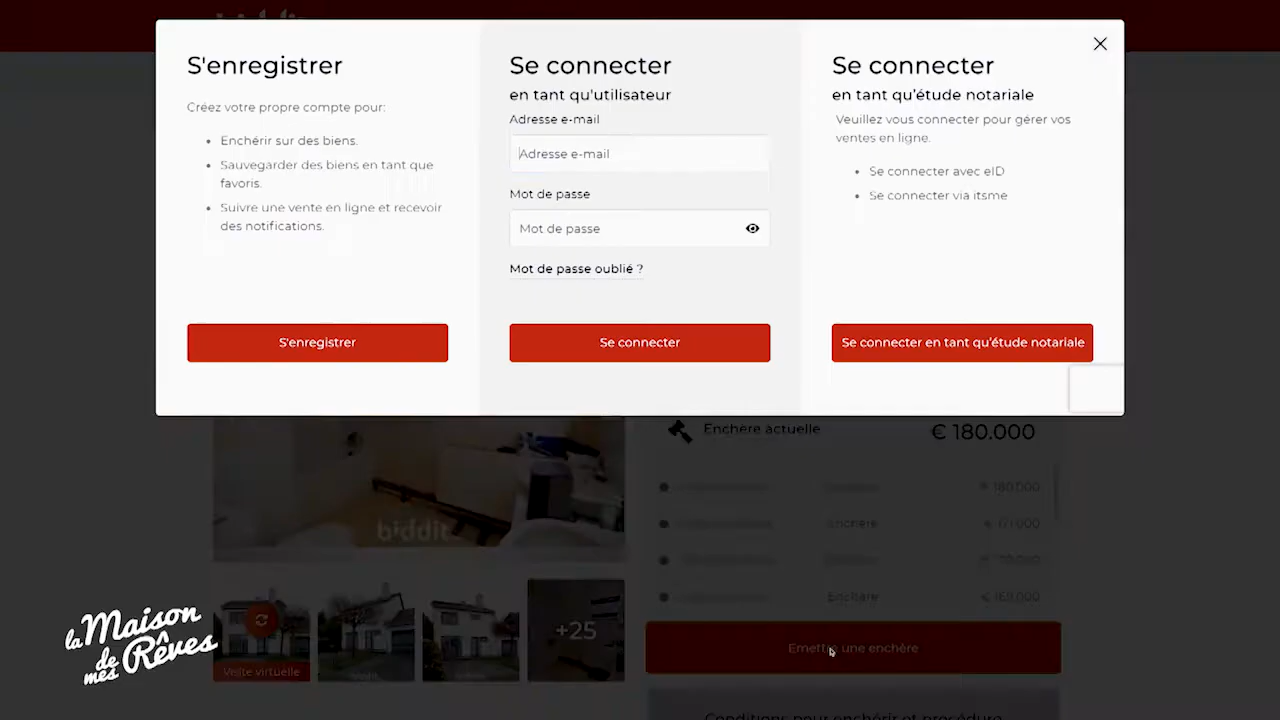 S'enregistrer
Créez votre propre compte pour:
Enchérir sur des biens.
Sauvegarder des biens en tant que
favoris.
Suivre une vente en ligne et recevoir
des notifications.
S'enregistrer
Se connecter
en tant qu'utilisateur
Adresse e-mail
Adresse e-mail
Mot de passe
Mot de passe
Mot de passe oublié ?
Se connecter
Se connecter
en tant qu'étude notariale
Veuillez vous connecter pour gérer vos
ventes en ligne.
Se connecter avec eID
Se connecter via itsme
Se connecter en tant qu'étude notariale
biddit
Enchère actuelle € 180.000
€ 180.000
Enchère € 171.000
Enchère
+25
Visite virtuelle
Emettre une enchère
Conditions pour enchérir et procédure
la Maison
de Rêves
mes